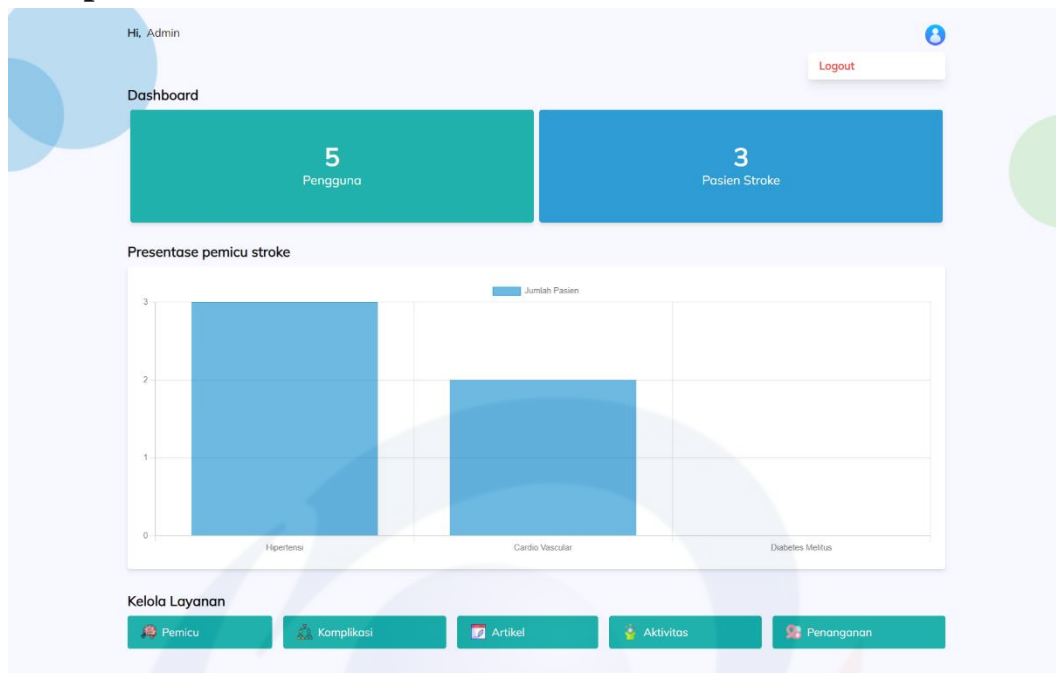 Hi, Admin
Logout
Dashboard
5
Pengguna
3
Pasien Stroke
Presentase pemicu stroke
Jumlah Pasien
3
2
1
0
Hipertensi
Cardio Vascular
Diabetes Melitus
Kelola Layanan
Pemicu
Komplikasi
Artikel
Aktivitas
Penanganan